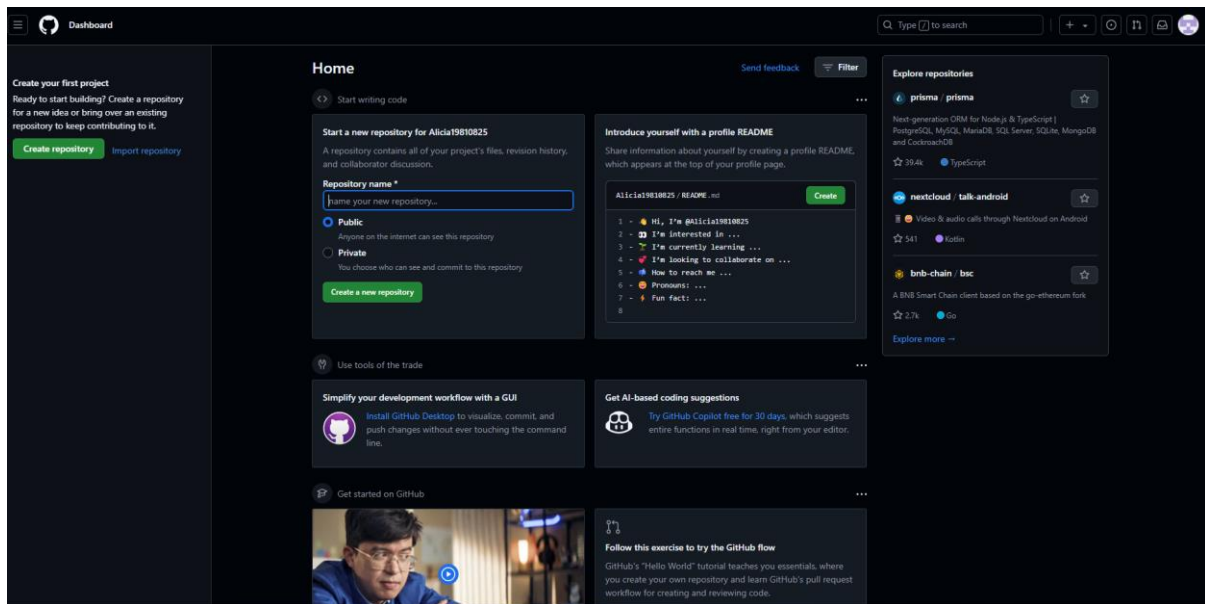 Dashboard
Type / to search
Create your first project
Ready to start building? Create a repository
for a new idea or bring over an existing
repository to keep contributing to it.
Create repository
Import repository
Home
Send feedback
Filter
Start writing code
Start a new repository for Alicia19810825
A repository contains all of your project's files, revision history,
and collaborator discussion.
Repository name *
name your new repository...
Public
Anyone on the internet can see this repository
Private
You choose who can see and commit to this repository
Create a new repository
Introduce yourself with a profile README
Share information about yourself by creating a profile README,
which appears at the top of your profile page.
Alicia19810825 / README.md
Create
1 - 👋 Hi, I'm @Alicia19810825
2 - 👀 I'm interested in ...
3 - 🌱 I'm currently learning ...
4 - 💞️ I'm looking to collaborate on ...
5 - 📫 How to reach me ...
6 - 😄 Pronouns: ...
7 - ⚡ Fun fact: ...
8
Use tools of the trade
Simplify your development workflow with a GUI
Install GitHub Desktop to visualize, commit, and
push changes without ever touching the command
line.
Get AI-based coding suggestions
Try GitHub Copilot free for 30 days, which suggests
entire functions in real time, right from your editor.
Get started on GitHub
Follow this exercise to try the GitHub flow
GitHub's "Hello World" tutorial teaches you essentials, where
you create your own repository and learn GitHub's pull request
workflow for creating and reviewing code.
Explore repositories
prisma / prisma
Next-generation ORM for Node.js & TypeScript |
PostgreSQL, MySQL, MariaDB, SQL Server, SQLite, MongoDB
and CockroachDB
39.4k
TypeScript
nextcloud / talk-android
📱😀 Video & audio calls through Nextcloud on Android
541
Kotlin
bnb-chain / bsc
A BNB Smart Chain client based on the go-ethereum fork
2.7k
Go
Explore more →